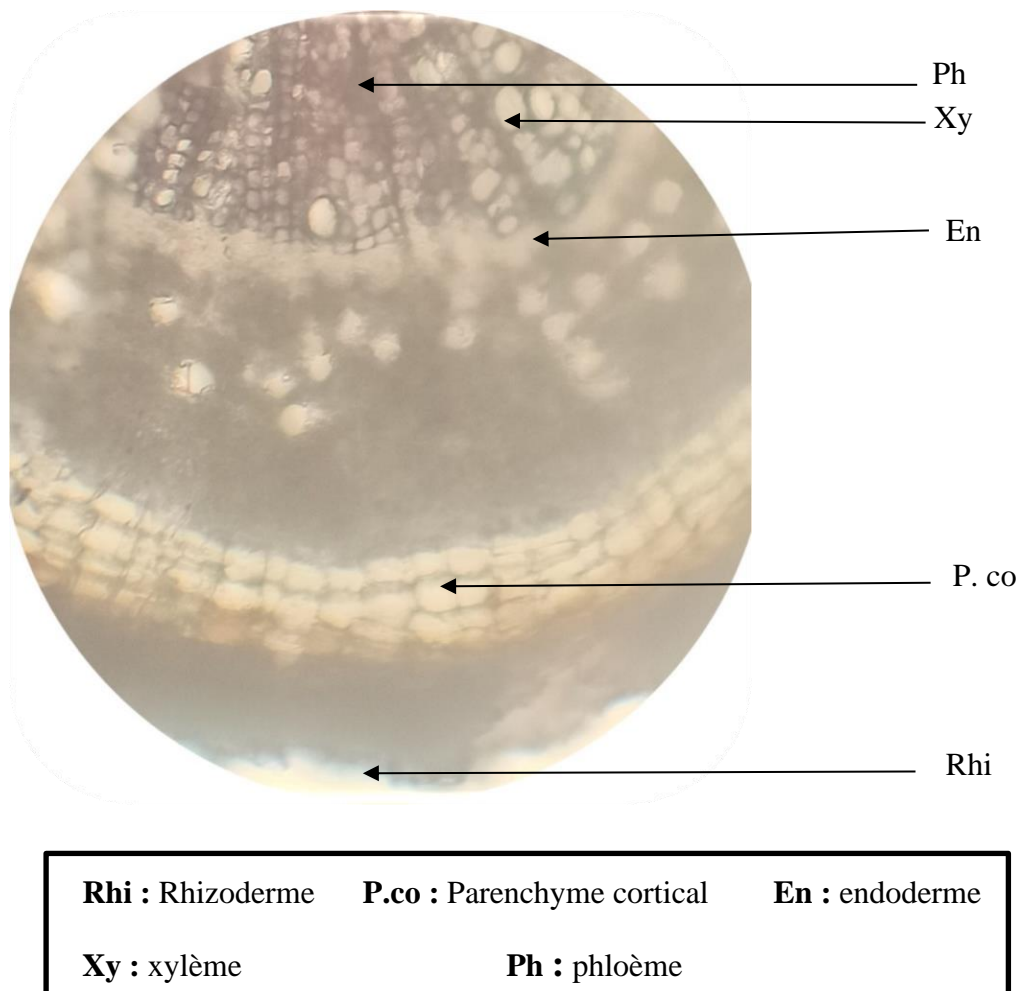 Ph
Xy
En
P. co
Rhi
Rhi : Rhizoderme P.co : Parenchyme cortical En : endoderme
Xy : xylème Ph : phloème